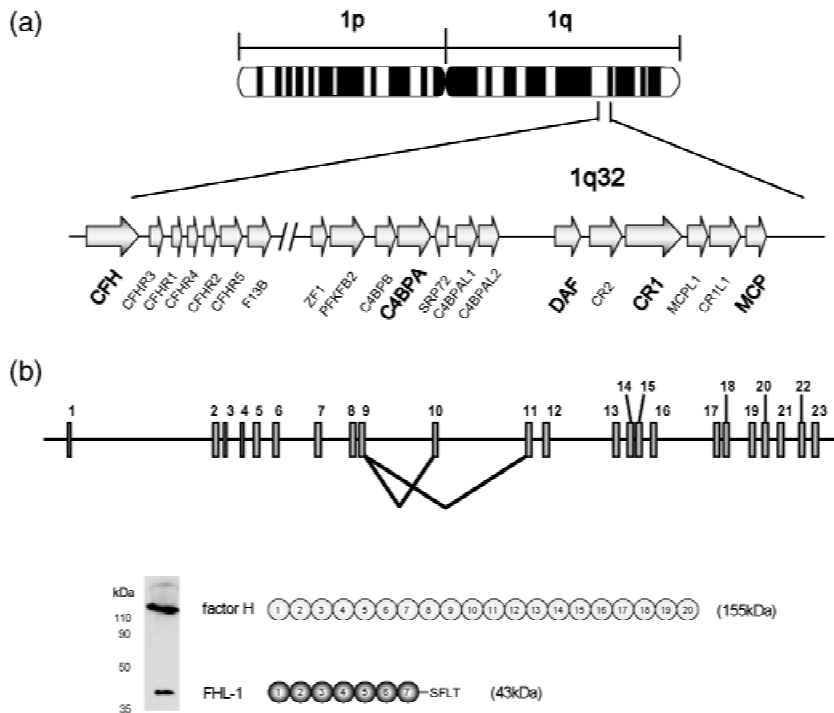 (a)
1p 1q
1q32
CFH CFHR3 CFHR1 CFHR4 CFHR2 CFHR5 F13B ZF1 PFKFB2 C4BPB C4BPA SRP72 C4BPAL1 C4BPAL2 DAF CR2 CR1 MCPL1 CR1L1 MCP
(b)
14 15 18 20 22
1 2 3 4 5 6 7 8 9 10 11 12 13 16 17 19 21 23
kDa
factor H 1 2 3 4 5 6 7 8 9 10 11 12 13 14 15 16 17 18 19 20 (155kDa)
110
90
50
FHL-1 1 2 3 4 5 6 7 SFLT (43kDa)
35